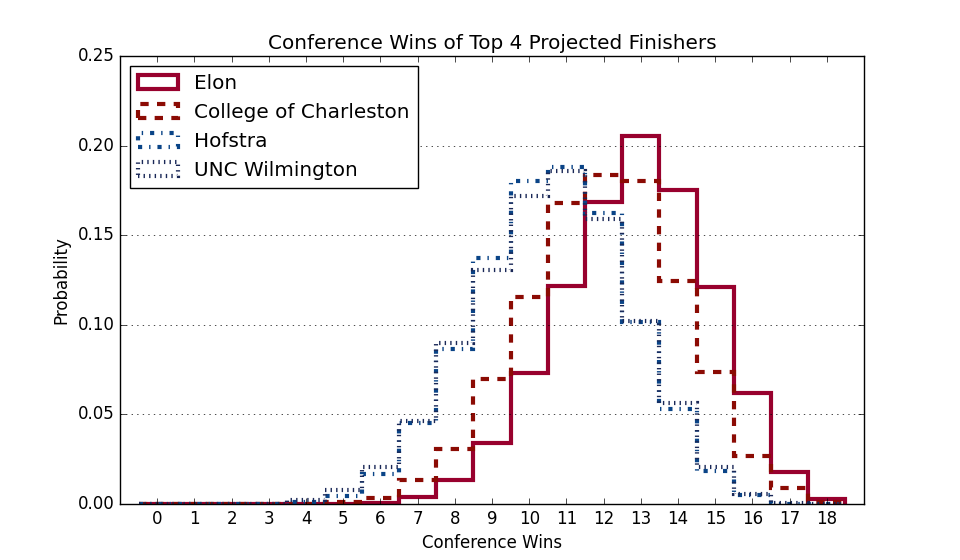 Conference Wins of Top 4 Projected Finishers
Elon
College of Charleston
Hofstra
UNC Wilmington
0.25
0.20
0.15
0.10
0.05
0.00
Probability
0 1 2 3 4 5 6 7 8 9 10 11 12 13 14 15 16 17 18
Conference Wins